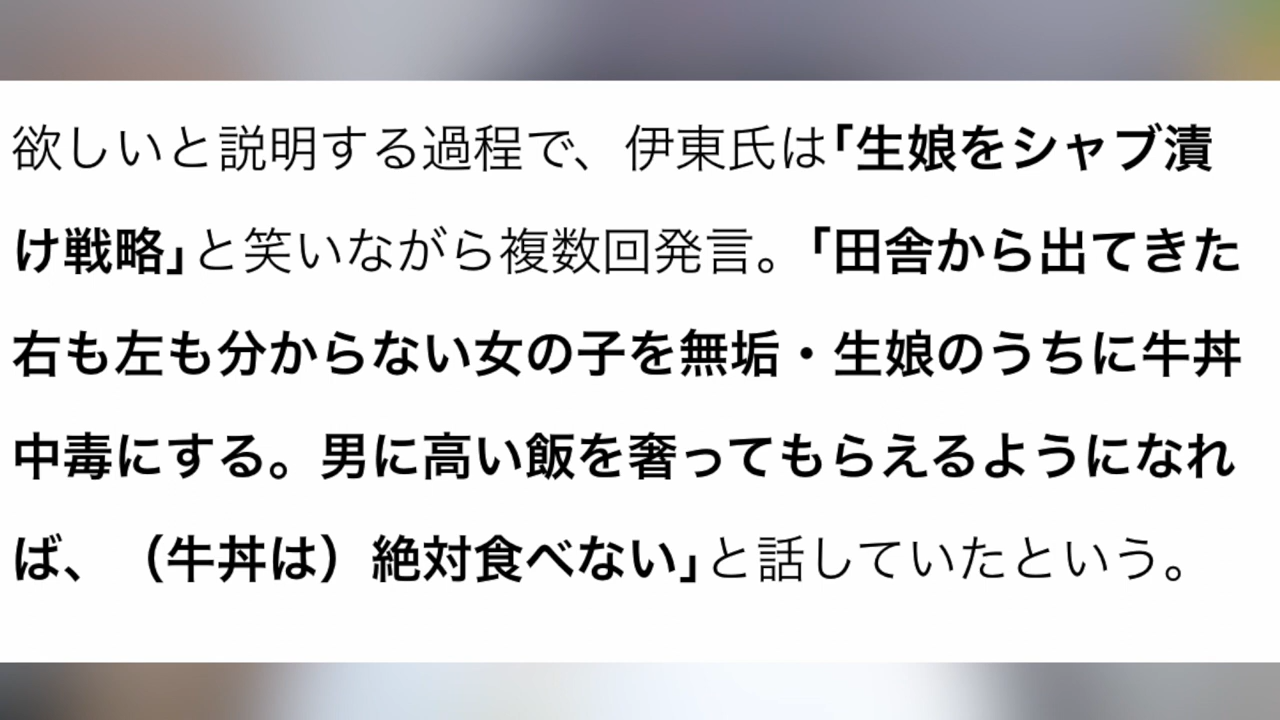 欲しいと説明する過程で、伊東氏は「生娘をシャブ漬
け戦略」と笑いながら複数回発言。「田舎から出てきた
右も左も分からない女の子を無垢・生娘のうちに牛丼
中毒にする。男に高い飯を奢ってもらえるようになれ
ば、（牛丼は）絶対食べない」と話していたという。